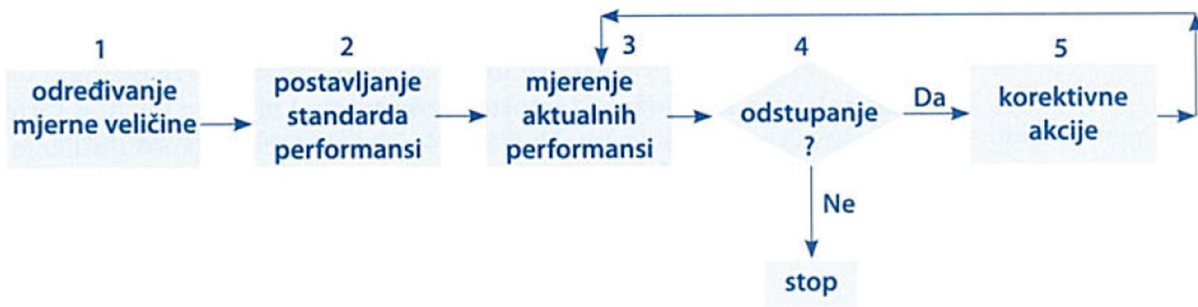 1
određivanje
mjerne veličine
2
postavljanje
standarda
performansi
3
mjerenje
aktualnih
performansi
4
odstupanje
?
Da
5
korektivne
akcije
Ne
stop